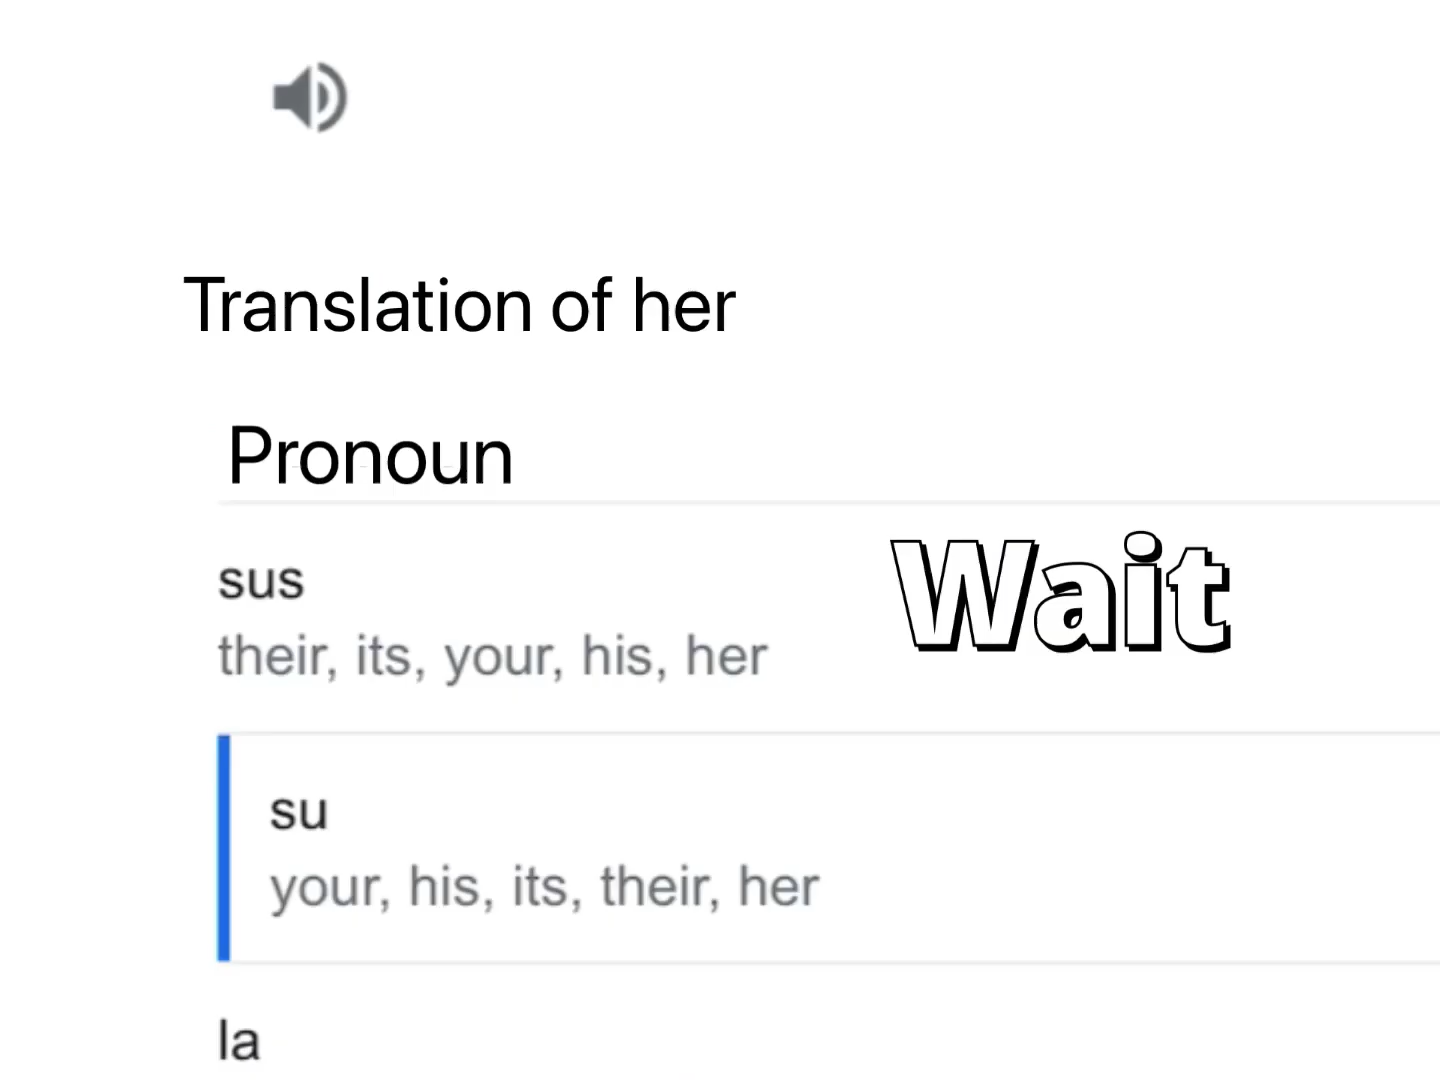 Translation of her
Pronoun
sus
their, its, your, his, her
Wait
su
your, his, its, their, her
la